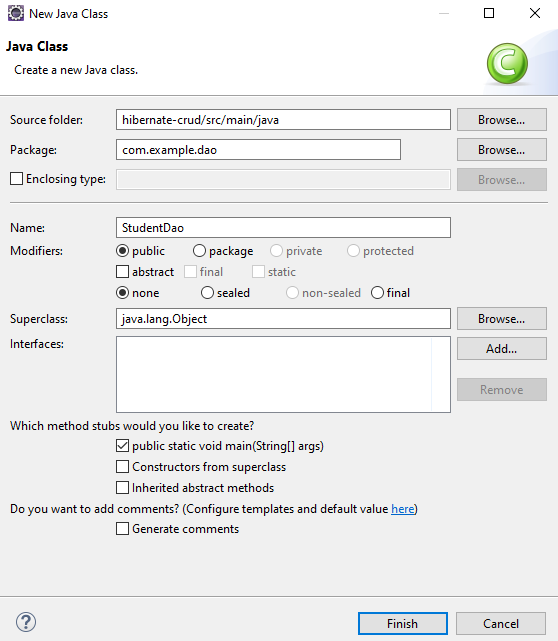 New Java Class
Java Class
Create a new Java class.
C
Source folder: hibernate-crud/src/main/java Browse...
Package: com.example.dao Browse...
Enclosing type: Browse...
Name: StudentDao
Modifiers: public package private protected
abstract final static
none sealed non-sealed final
Superclass: java.lang.Object Browse...
Interfaces: Add...
Remove
Which method stubs would you like to create?
public static void main(String[] args)
Constructors from superclass
Inherited abstract methods
Do you want to add comments? (Configure templates and default value here)
Generate comments
? Finish Cancel